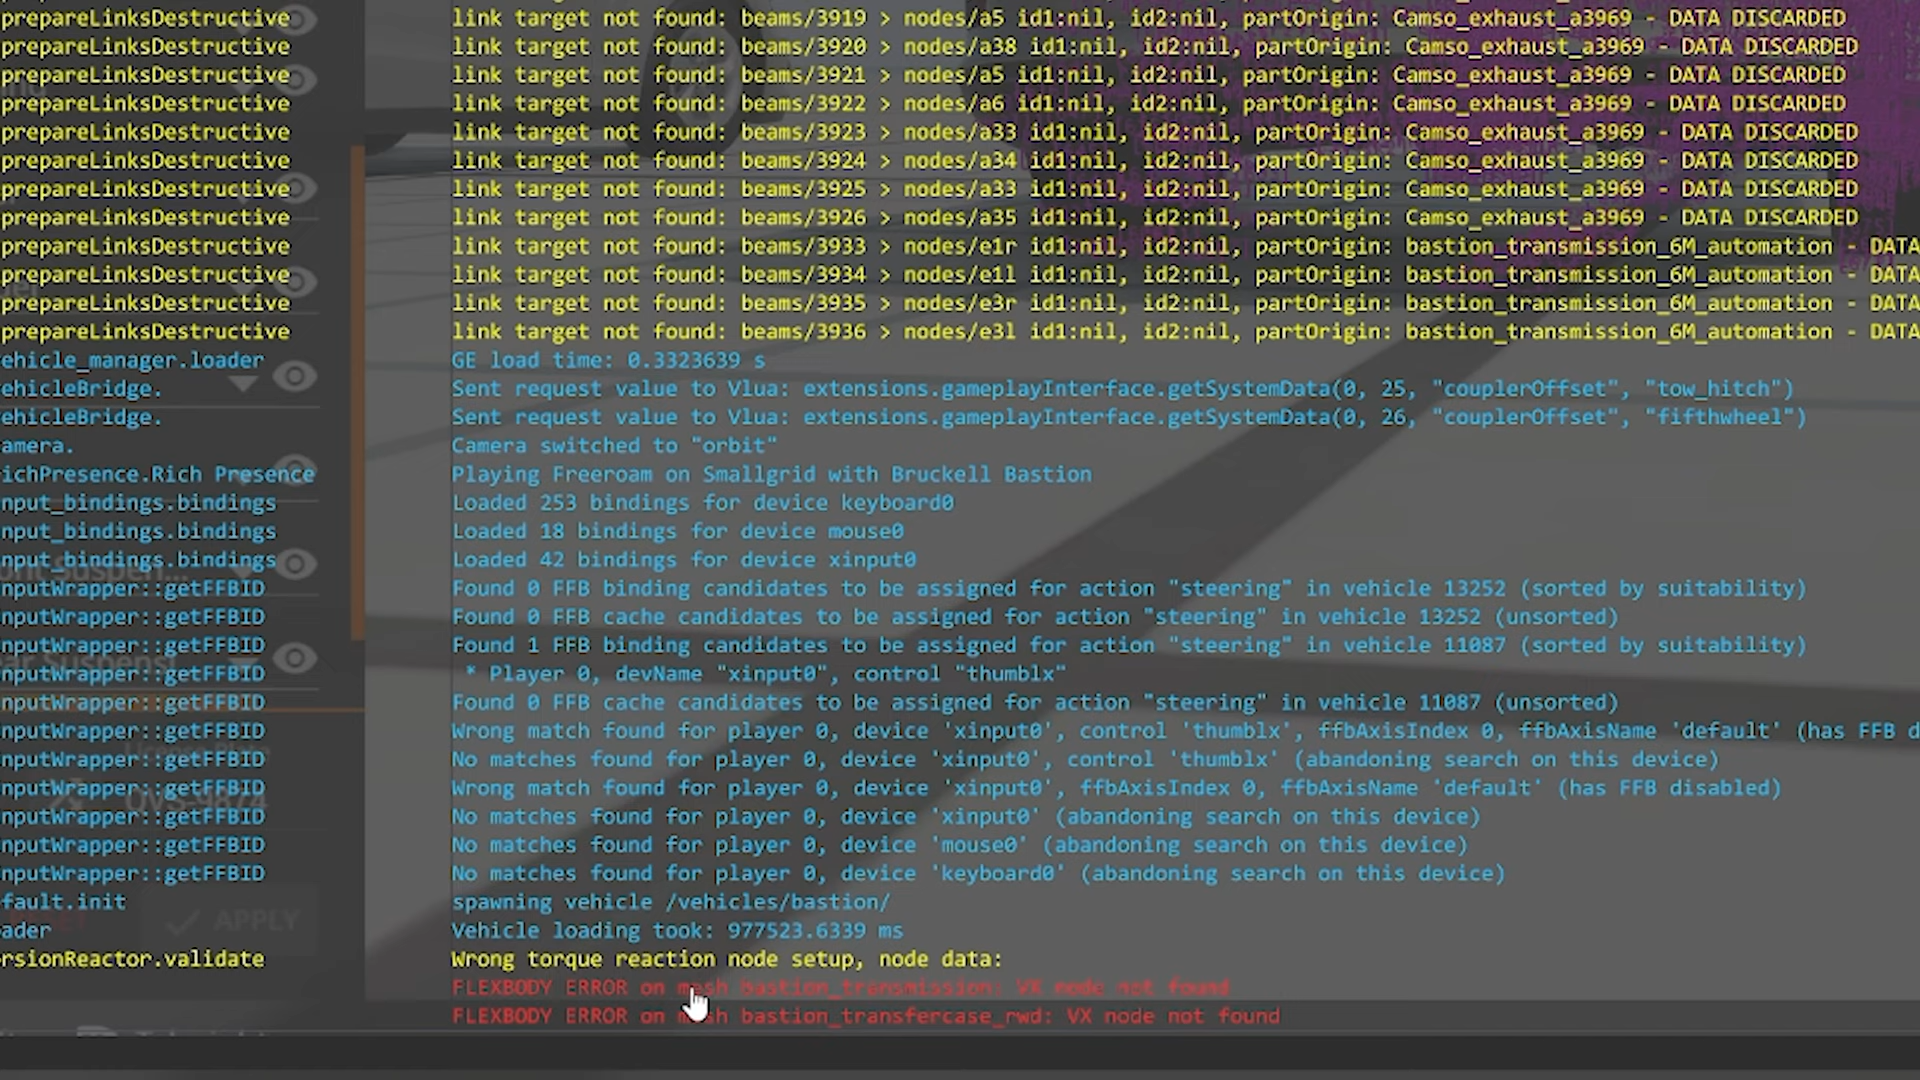 prepareLinksDestructive link target not found: beams/3919 > nodes/a5 id1:nil, id2:nil, partOrigin: Camso_exhaust_a3969 - DATA DISCARDED
prepareLinksDestructive link target not found: beams/3920 > nodes/a38 id1:nil, id2:nil, partOrigin: Camso_exhaust_a3969 - DATA DISCARDED
prepareLinksDestructive link target not found: beams/3921 > nodes/a5 id1:nil, id2:nil, partOrigin: Camso_exhaust_a3969 - DATA DISCARDED
prepareLinksDestructive link target not found: beams/3922 > nodes/a6 id1:nil, id2:nil, partOrigin: Camso_exhaust_a3969 - DATA DISCARDED
prepareLinksDestructive link target not found: beams/3923 > nodes/a33 id1:nil, id2:nil, partOrigin: Camso_exhaust_a3969 - DATA DISCARDED
prepareLinksDestructive link target not found: beams/3924 > nodes/a34 id1:nil, id2:nil, partOrigin: Camso_exhaust_a3969 - DATA DISCARDED
prepareLinksDestructive link target not found: beams/3925 > nodes/a33 id1:nil, id2:nil, partOrigin: Camso_exhaust_a3969 - DATA DISCARDED
prepareLinksDestructive link target not found: beams/3926 > nodes/a35 id1:nil, id2:nil, partOrigin: Camso_exhaust_a3969 - DATA DISCARDED
prepareLinksDestructive link target not found: beams/3933 > nodes/e1r id1:nil, id2:nil, partOrigin: bastion_transmission_6M_automation - DATA
prepareLinksDestructive link target not found: beams/3934 > nodes/e1l id1:nil, id2:nil, partOrigin: bastion_transmission_6M_automation - DATA
prepareLinksDestructive link target not found: beams/3935 > nodes/e3r id1:nil, id2:nil, partOrigin: bastion_transmission_6M_automation - DATA
prepareLinksDestructive link target not found: beams/3936 > nodes/e3l id1:nil, id2:nil, partOrigin: bastion_transmission_6M_automation - DATA
ehicle_manager.loader GE load time: 0.3323639 s
ehicleBridge. Sent request value to Vlua: extensions.gameplayInterface.getSystemData(0, 25, "couplerOffset", "tow_hitch")
ehicleBridge. Sent request value to Vlua: extensions.gameplayInterface.getSystemData(0, 26, "couplerOffset", "fifthwheel")
amera. Camera switched to "orbit"
ichPresence.Rich Presence Playing Freeroam on Smallgrid with Bruckell Bastion
nput_bindings.bindings Loaded 253 bindings for device keyboard0
nput_bindings.bindings Loaded 18 bindings for device mouse0
nput_bindings.bindings Loaded 42 bindings for device xinput0
nputWrapper::getFFBID Found 0 FFB binding candidates to be assigned for action "steering" in vehicle 13252 (sorted by suitability)
nputWrapper::getFFBID Found 0 FFB cache candidates to be assigned for action "steering" in vehicle 13252 (unsorted)
nputWrapper::getFFBID Found 1 FFB binding candidates to be assigned for action "steering" in vehicle 11087 (sorted by suitability)
nputWrapper::getFFBID * Player 0, devName "xinput0", control "thumblx"
nputWrapper::getFFBID Found 0 FFB cache candidates to be assigned for action "steering" in vehicle 11087 (unsorted)
nputWrapper::getFFBID Wrong match found for player 0, device 'xinput0', control 'thumblx', ffbAxisIndex 0, ffbAxisName 'default' (has FFB d
nputWrapper::getFFBID No matches found for player 0, device 'xinput0', control 'thumblx' (abandoning search on this device)
nputWrapper::getFFBID Wrong match found for player 0, device 'xinput0', ffbAxisIndex 0, ffbAxisName 'default' (has FFB disabled)
nputWrapper::getFFBID No matches found for player 0, device 'xinput0' (abandoning search on this device)
nputWrapper::getFFBID No matches found for player 0, device 'mouse0' (abandoning search on this device)
nputWrapper::getFFBID No matches found for player 0, device 'keyboard0' (abandoning search on this device)
fault.init spawning vehicle /vehicles/bastion/
APPLY
ader Vehicle loading took: 977523.6339 ms
rsionReactor.validate Wrong torque reaction node setup, node data:
FLEXBODY ERROR on mesh bastion_transmission: VX node not found
FLEXBODY ERROR on mesh bastion_transfercase_rwd: VX node not found